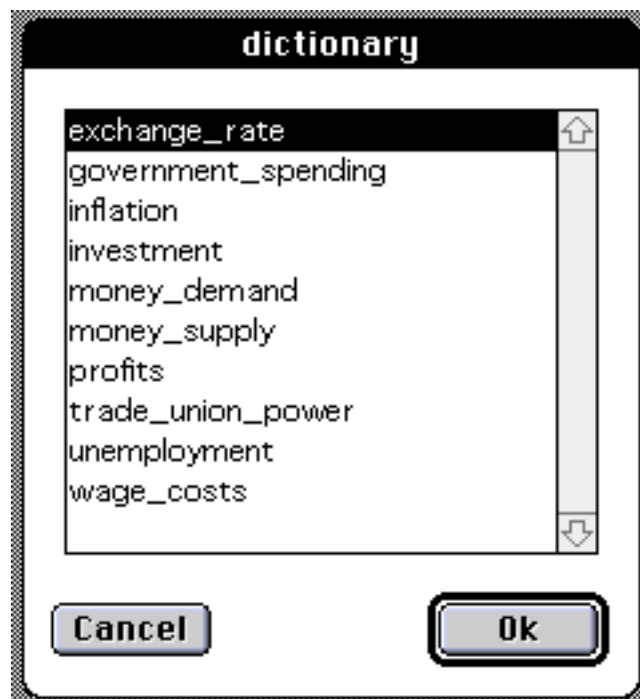 dictionary
exchange_rate
government_spending
inflation
investment
money_demand
money_supply
profits
trade_union_power
unemployment
wage_costs
Cancel
Ok